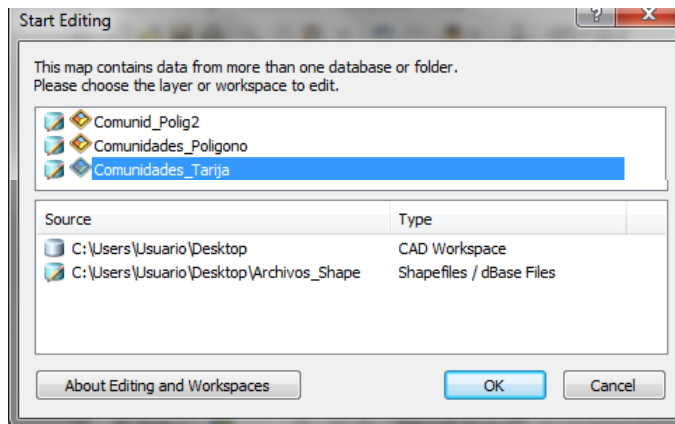 Start Editing
This map contains data from more than one database or folder.
Please choose the layer or workspace to edit.
Comunid_Polig2
Comunidades_Poligono
Comunidades_Tarija
Source Type
C:\Users\Usuario\Desktop CAD Workspace
C:\Users\Usuario\Desktop\Archivos_Shape Shapefiles / dBase Files
About Editing and Workspaces OK Cancel